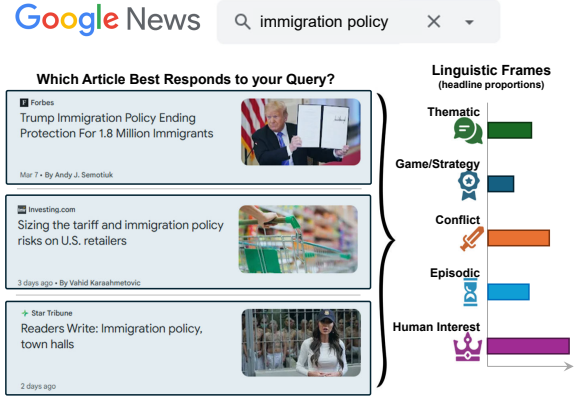 Google News
immigration policy
Which Article Best Responds to your Query?
Forbes
Trump Immigration Policy Ending
Protection For 1.8 Million Immigrants
Mar 7 • By Andy J. Semotiuk
Investing.com
Sizing the tariff and immigration policy
risks on U.S. retailers
3 days ago • By Vahid Karaahmetovic
Star Tribune
Readers Write: Immigration policy,
town halls
2 days ago
Linguistic Frames
(headline proportions)
Thematic
Game/Strategy
Conflict
Episodic
Human Interest